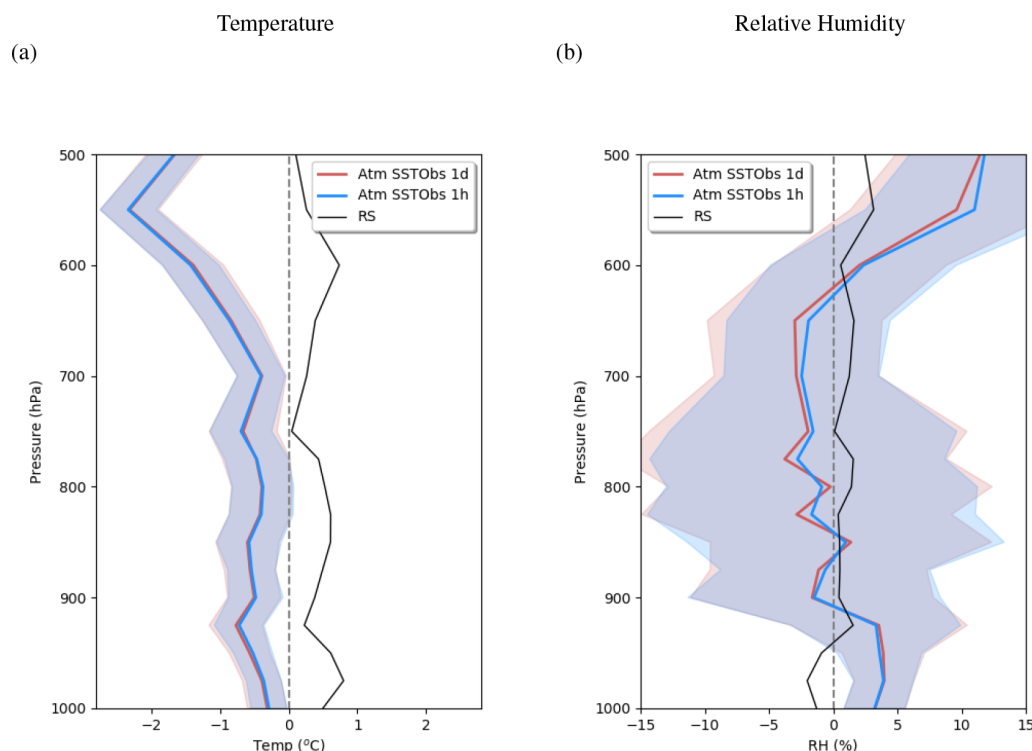 Temperature
Relative Humidity
(a)
(b)
500
600
700
800
900
1000
Pressure (hPa)
−2
−1
0
1
2
Temp (°C)
Atm SSTObs 1d
Atm SSTObs 1h
RS
500
600
700
800
900
1000
Pressure (hPa)
−15
−10
−5
0
5
10
15
RH (%)
Atm SSTObs 1d
Atm SSTObs 1h
RS